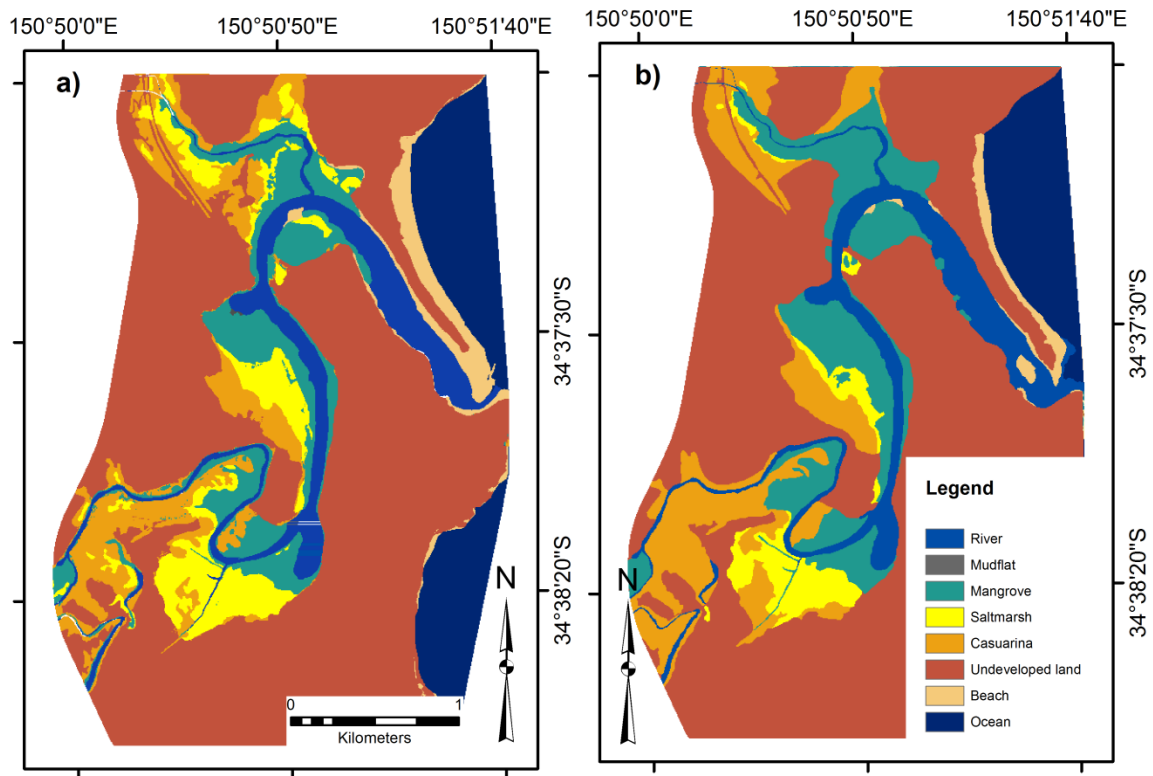 150°50'0"E 150°50'50"E 150°51'40"E
a)
34°37'30"S
34°38'20"S
N
0 1
Kilometers
150°50'0"E 150°50'50"E 150°51'40"E
b)
34°37'30"S
34°38'20"S
N
Legend
River
Mudflat
Mangrove
Saltmarsh
Casuarina
Undeveloped land
Beach
Ocean